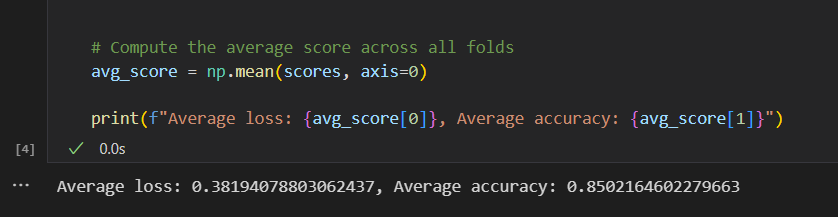 # Compute the average score across all folds
avg_score = np.mean(scores, axis=0)
print(f"Average loss: {avg_score[0]}, Average accuracy: {avg_score[1]}")
[4]
✓ 0.0s
... Average loss: 0.38194078803062437, Average accuracy: 0.8502164602279663